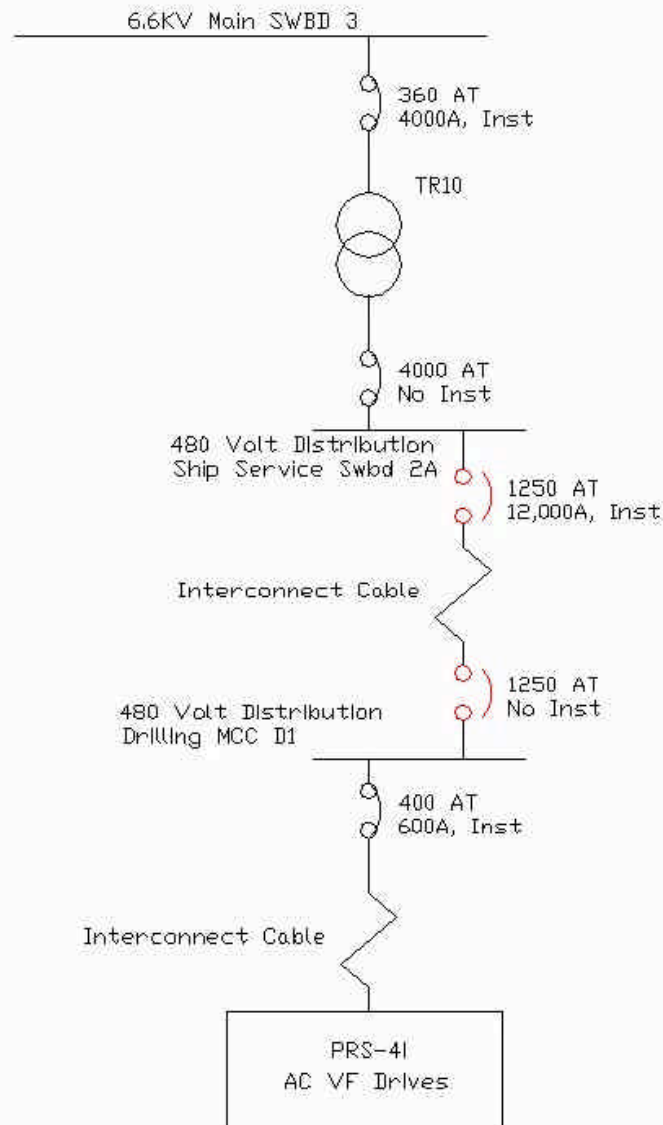 6.6KV Main SWBD 3
360 AT
4000A, Inst
TR10
4000 AT
No Inst
480 Volt Distribution
Ship Service Swbd 2A
1250 AT
12,000A, Inst
Interconnect Cable
1250 AT
No Inst
480 Volt Distribution
Drilling MCC D1
400 AT
600A, Inst
Interconnect Cable
PRS-4I
AC VF Drives